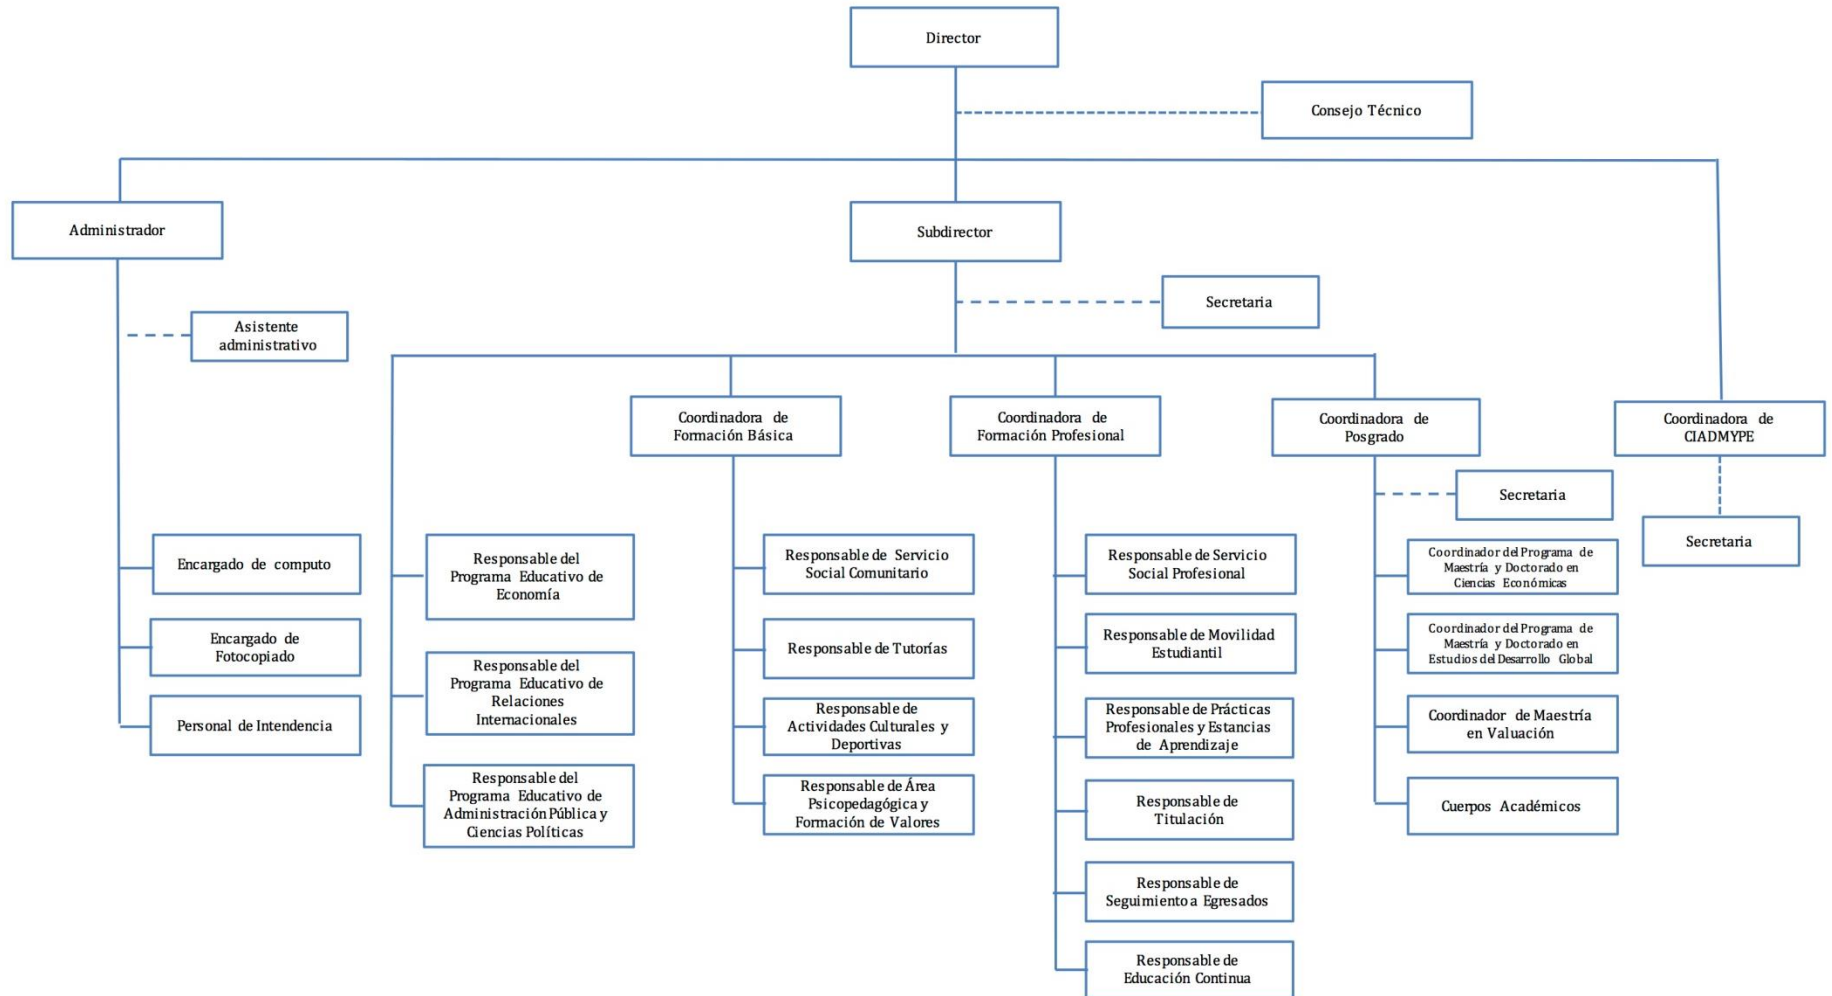 Director
Consejo Técnico
Administrador
Subdirector
Secretaria
Asistente
administrativo
Coordinadora de
Formación Básica
Coordinadora de
Formación Profesional
Coordinadora de
Posgrado
Coordinadora de
CIADMYPE
Secretaria
Secretaria
Encargado de computo
Encargado de
Fotocopiado
Personal de Intendencia
Responsable del
Programa Educativo de
Economía
Responsable del
Programa Educativo de
Relaciones
Internacionales
Responsable del
Programa Educativo de
Administración Pública y
Ciencias Políticas
Responsable de Servicio
Social Comunitario
Responsable de Tutorías
Responsable de
Actividades Culturales y
Deportivas
Responsable de Área
Psicopedagógica y
Formación de Valores
Responsable de Servicio
Social Profesional
Responsable de Movilidad
Estudiantil
Responsable de Prácticas
Profesionales y Estancias
de Aprendizaje
Responsable de
Titulación
Responsable de
Seguimiento a Egresados
Responsable de
Educación Continua
Coordinador del Programa de
Maestría y Doctorado en
Ciencias Económicas
Coordinador del Programa de
Maestría y Doctorado en
Estudios del Desarrollo Global
Coordinador de Maestría
en Valuación
Cuerpos Académicos